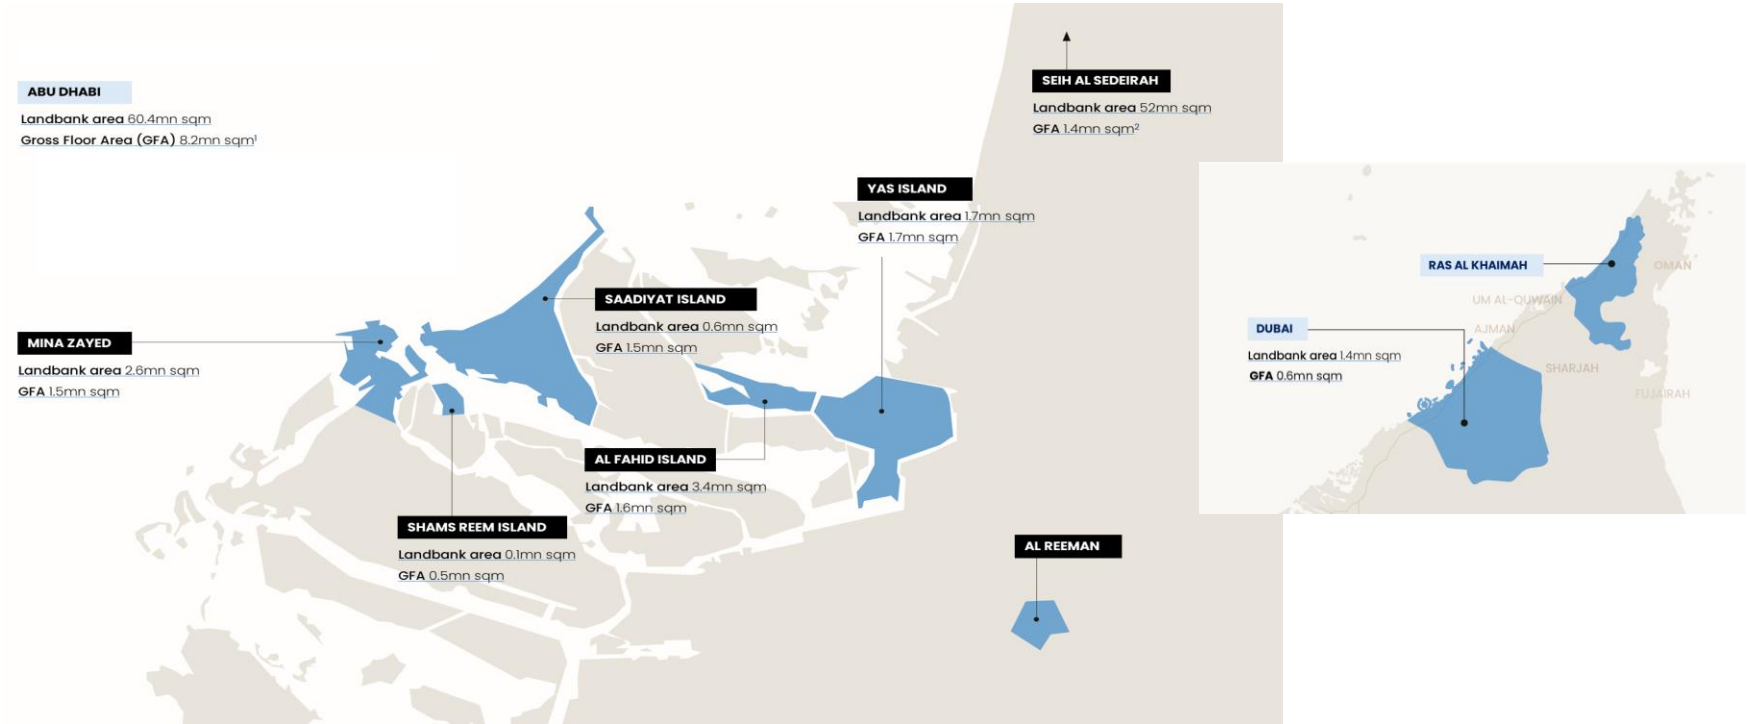 ABU DHABI
Landbank area 60.4mn sqm
Gross Floor Area (GFA) 8.2mn sqm¹
SEIH AL SEDEIRAH
Landbank area 52mn sqm
GFA 1.4mn sqm²
YAS ISLAND
Landbank area 1.7mn sqm
GFA 1.7mn sqm
SAADIYAT ISLAND
Landbank area 0.6mn sqm
GFA 1.5mn sqm
MINA ZAYED
Landbank area 2.6mn sqm
GFA 1.5mn sqm
AL FAHID ISLAND
Landbank area 3.4mn sqm
GFA 1.6mn sqm
SHAMS REEM ISLAND
Landbank area 0.1mn sqm
GFA 0.5mn sqm
AL REEMAN
RAS AL KHAIMAH
OMAN
UM AL-QUWAIN
DUBAI
AJMAN
Landbank area 1.4mn sqm
GFA 0.6mn sqm
SHARJAH
FUJAIRAH